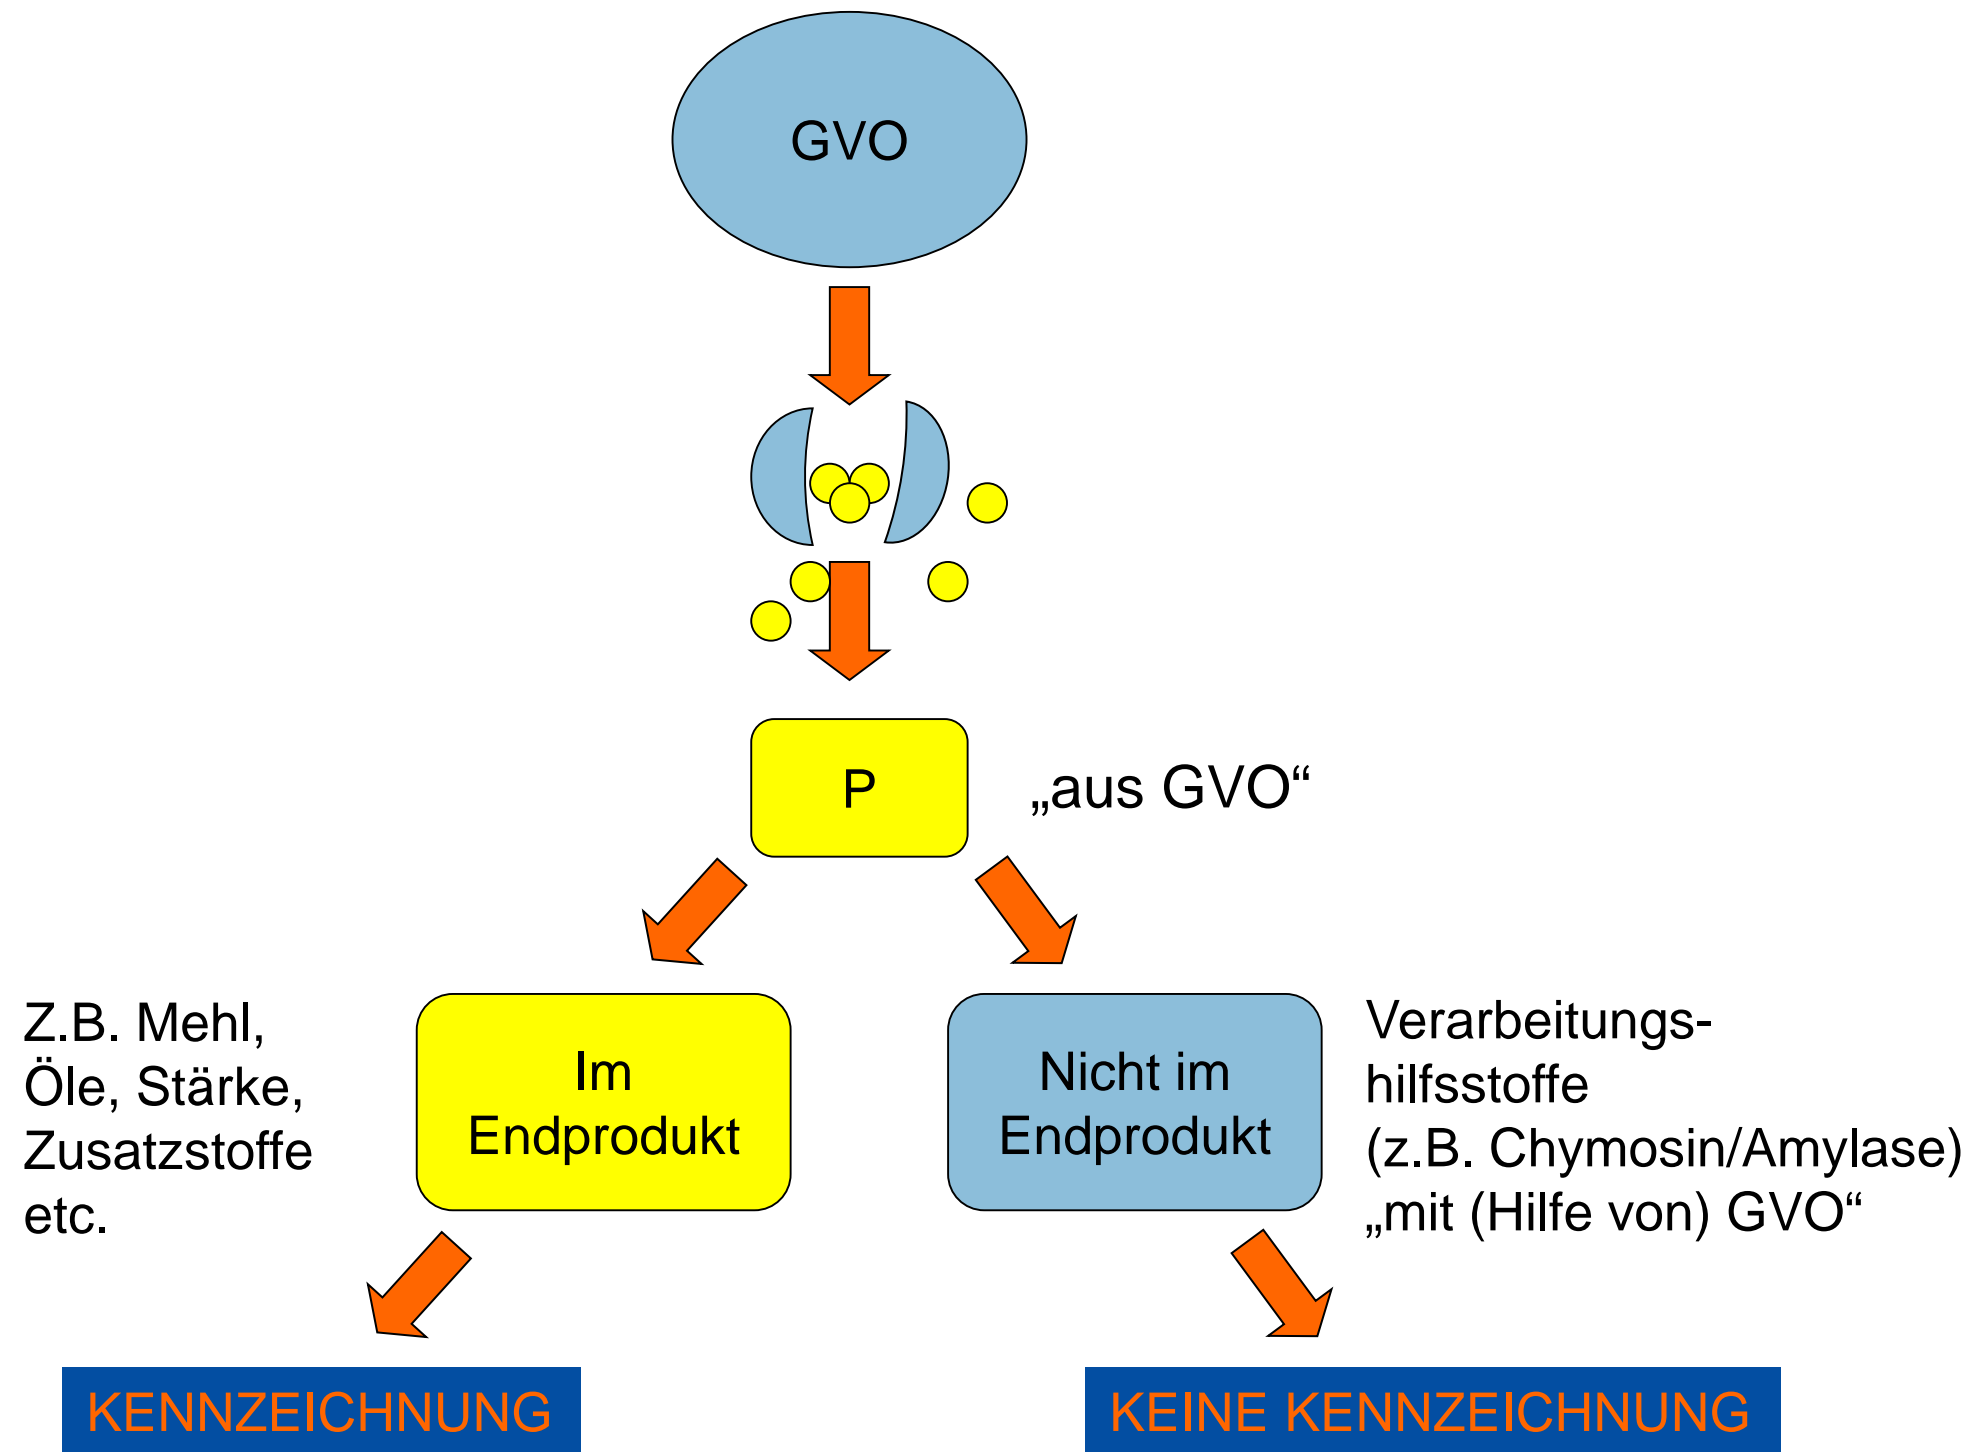 GVO
P
„aus GVO“
Z.B. Mehl,
Öle, Stärke,
Zusatzstoffe
etc.
Im
Endprodukt
Nicht im
Endprodukt
Verarbeitungs-
hilfsstoffe
(z.B. Chymosin/Amylase)
„mit (Hilfe von) GVO“
KENNZEICHNUNG
KEINE KENNZEICHNUNG